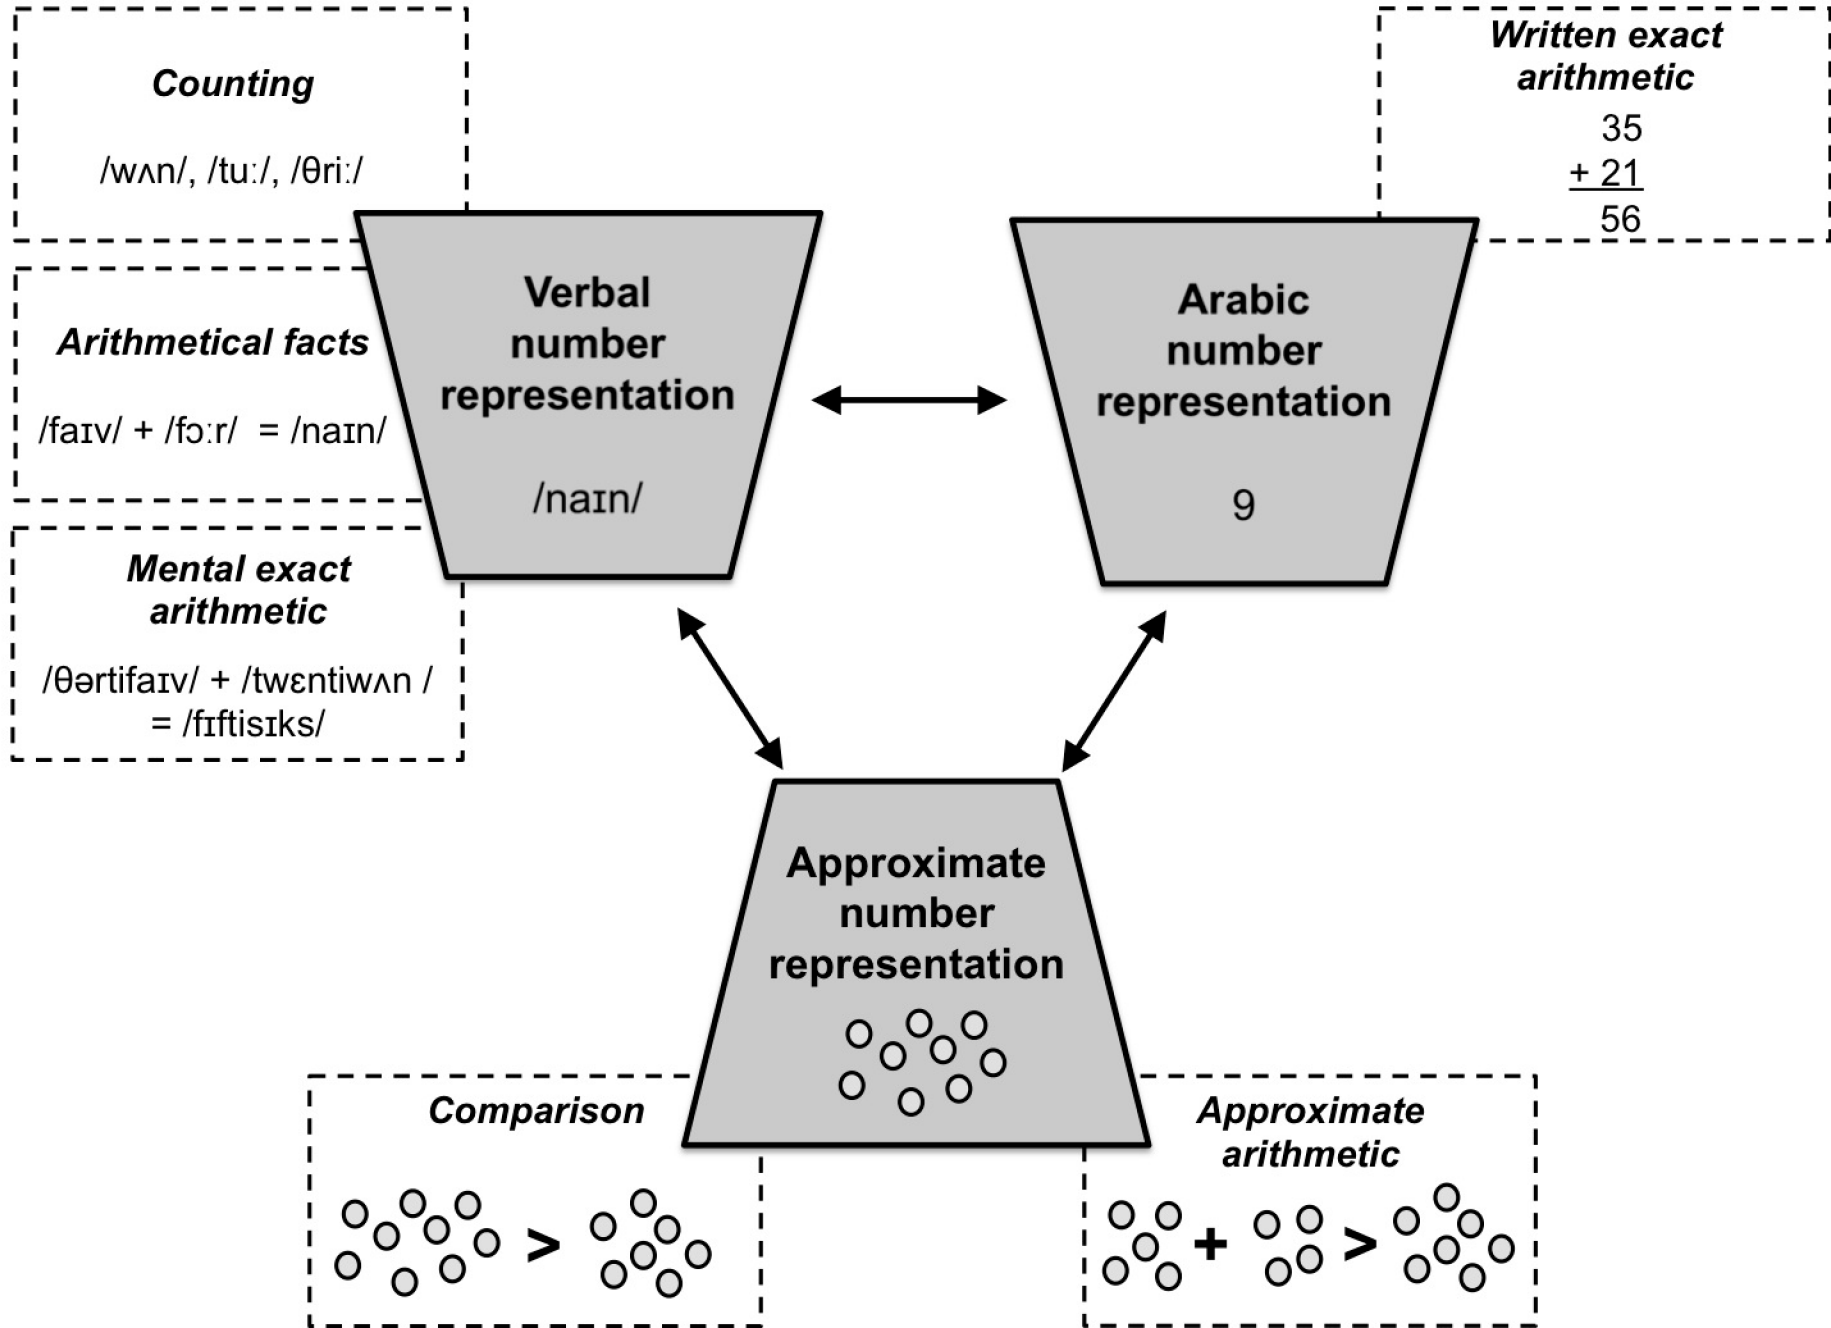 Counting
/wʌn/, /tuː/, /θriː/
Arithmetical facts
/faɪv/ + /fɔːr/ = /naɪn/
Mental exact
arithmetic
/θərtifaɪv/ + /twɛntiwʌn /
= /fɪftisɪks/
Verbal
number
representation
/naɪn/
Arabic
number
representation
9
Written exact
arithmetic
35
+ 21
56
Approximate
number
representation
Comparison
>
Approximate
arithmetic
+ >